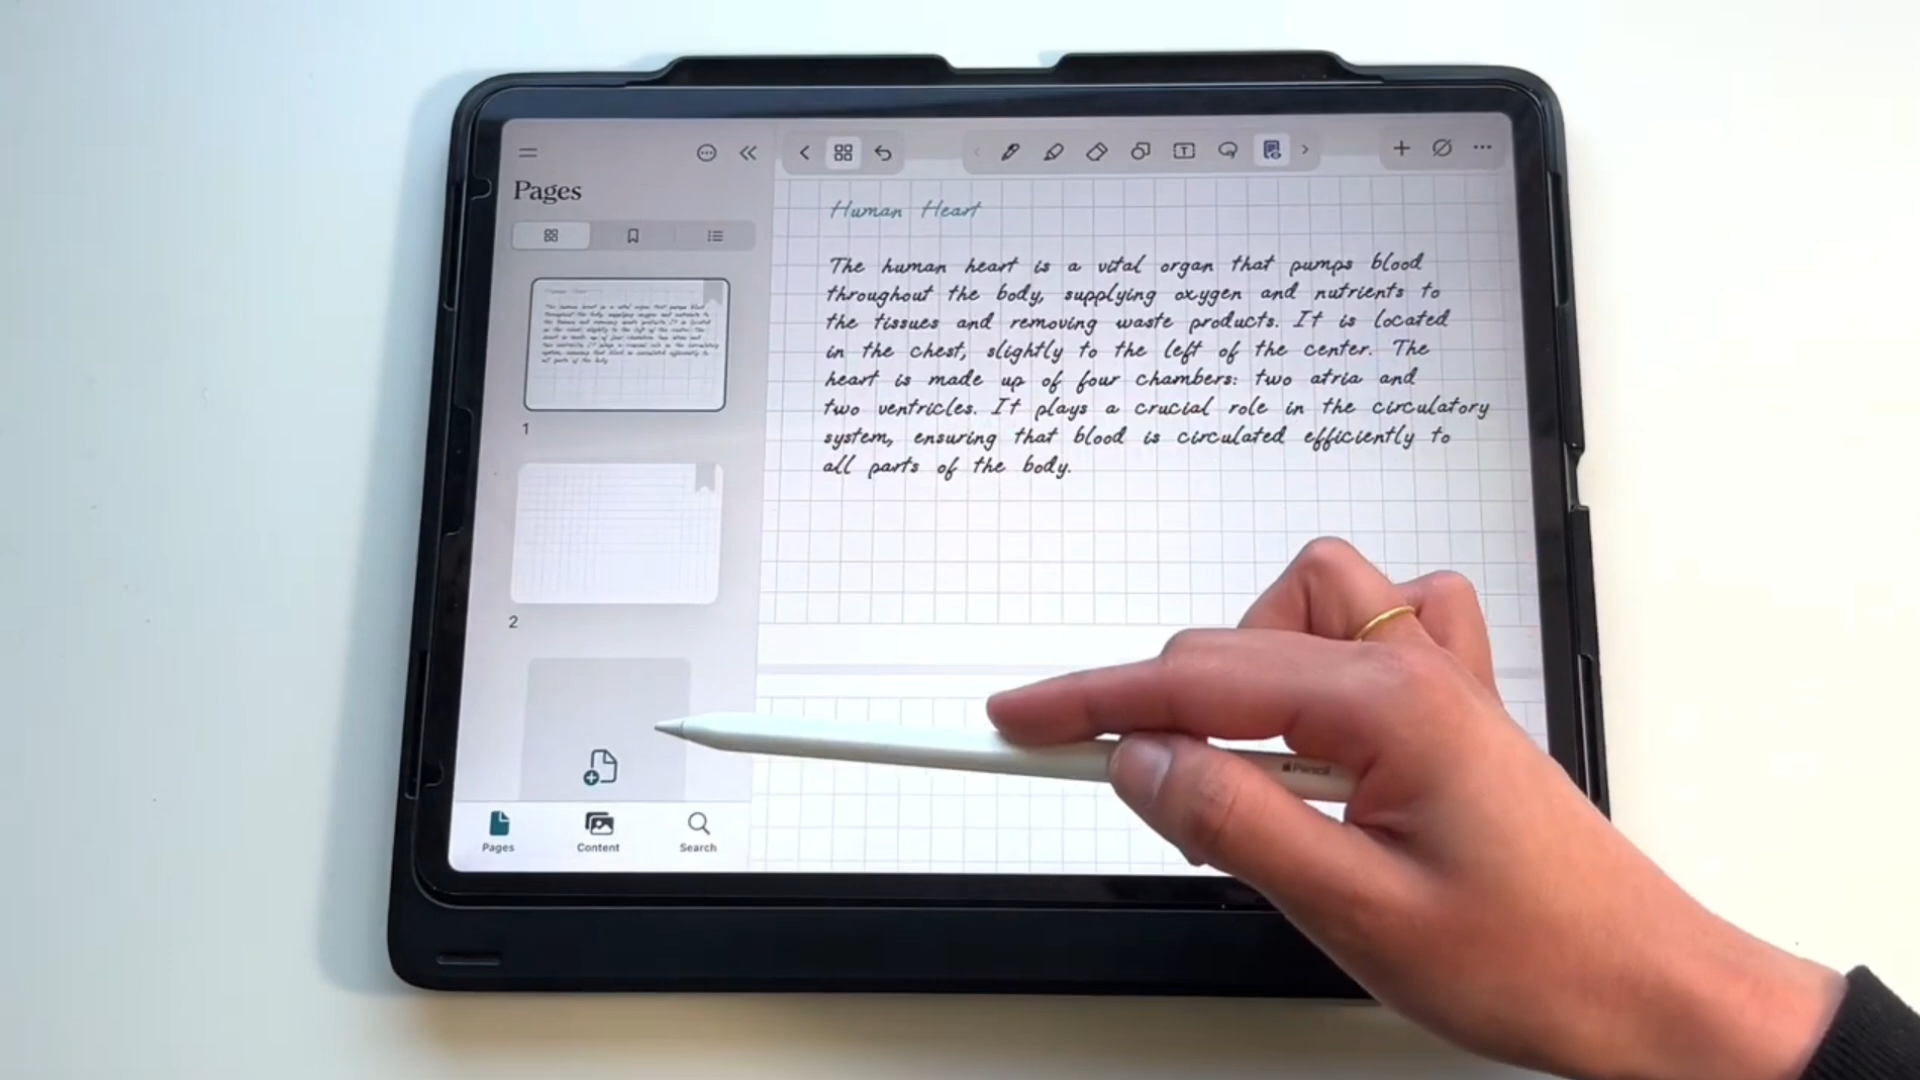 Pages
Human Heart
The human heart is a vital organ that pumps blood
throughout the body, supplying oxygen and nutrients to
the tissues and removing waste products. It is located
in the chest, slightly to the left of the center. The
heart is made up of four chambers: two atria and
two ventricles. It plays a crucial role in the circulatory
system, ensuring that blood is circulated efficiently to
all parts of the body.
1
2
Pencil
Pages
Content
Search